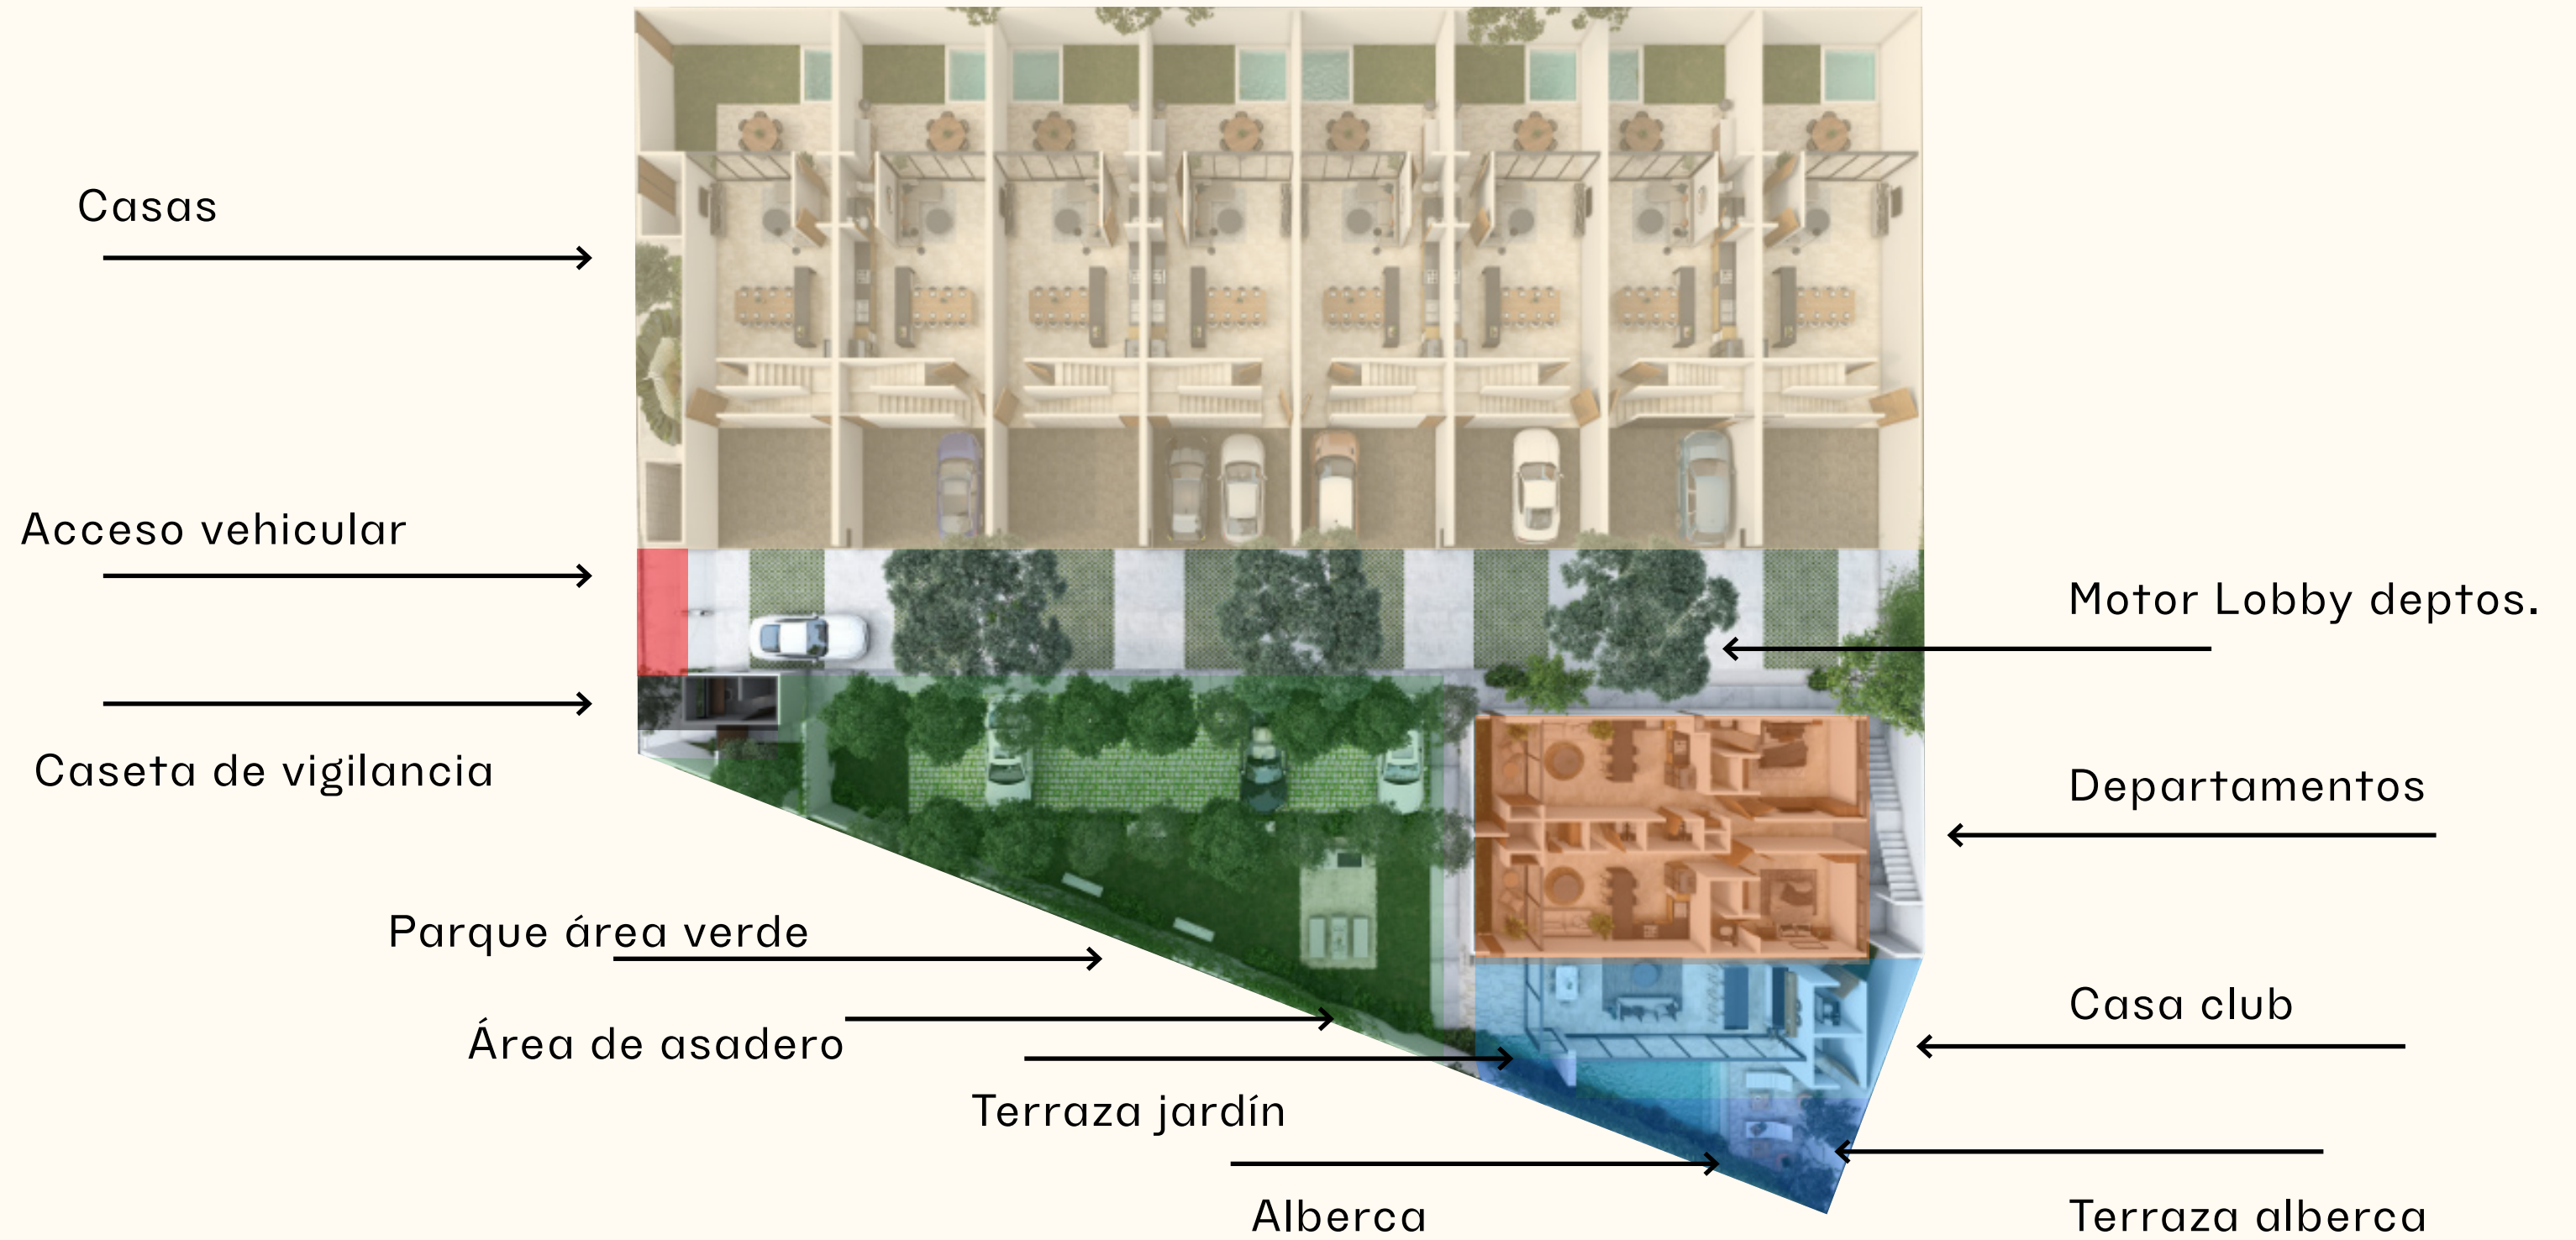 Casas
Acceso vehicular
Motor Lobby deptos.
Caseta de vigilancia
Departamentos
Parque área verde
Casa club
Área de asadero
Terraza jardín
Alberca
Terraza alberca